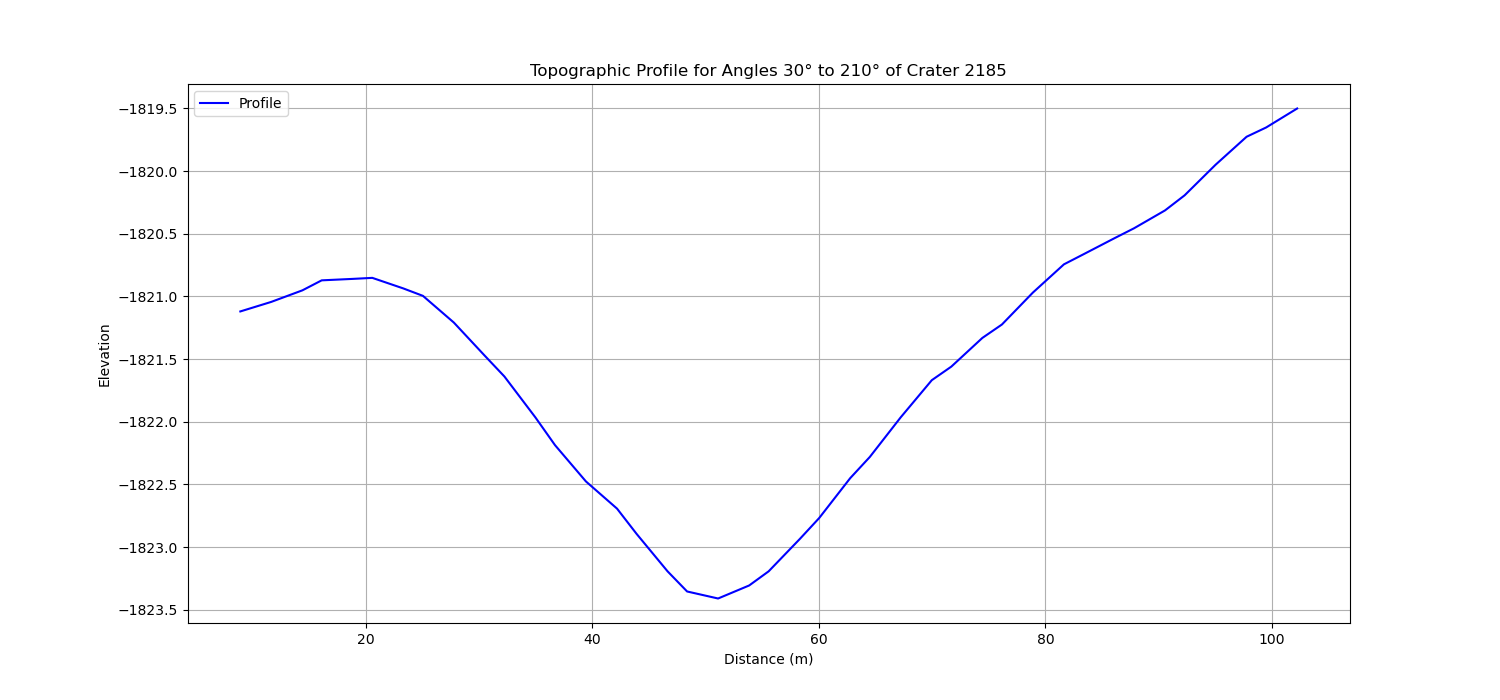 Topographic Profile for Angles 30° to 210° of Crater 2185
Profile
−1819.5
−1820.0
−1820.5
−1821.0
−1821.5
−1822.0
−1822.5
−1823.0
−1823.5
Elevation
20 40 60 80 100
Distance (m)